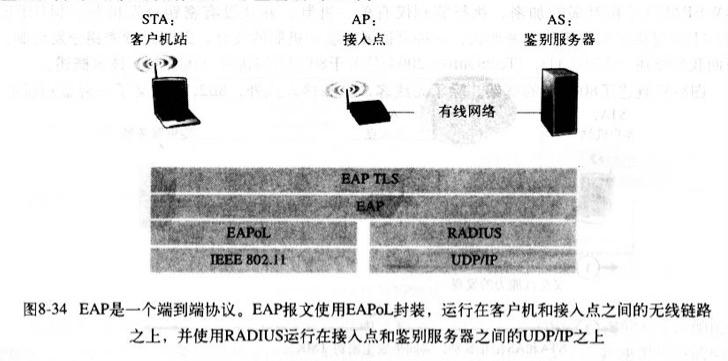 STA：
客户机站
AP：
接入点
AS：
鉴别服务器
有线网络
EAP TLS
EAP
EAPoL
RADIUS
IEEE 802.11
UDP/IP
图8-34 EAP是一个端到端协议。EAP报文使用EAPoL封装，运行在客户机和接入点之间的无线链路
之上，并使用RADIUS运行在接入点和鉴别服务器之间的UDP/IP之上